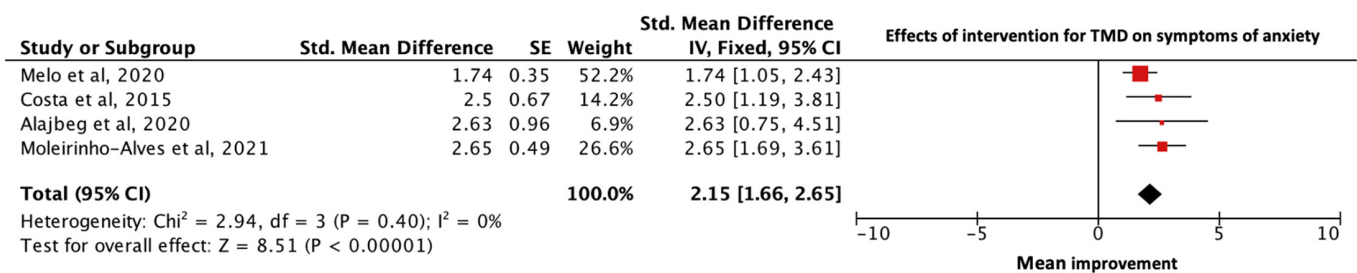 Std. Mean Difference
Study or Subgroup Std. Mean Difference SE Weight IV, Fixed, 95% CI Effects of intervention for TMD on symptoms of anxiety
Melo et al, 2020 1.74 0.35 52.2% 1.74 [1.05, 2.43]
Costa et al, 2015 2.5 0.67 14.2% 2.50 [1.19, 3.81]
Alajbeg et al, 2020 2.63 0.96 6.9% 2.63 [0.75, 4.51]
Moleirinho-Alves et al, 2021 2.65 0.49 26.6% 2.65 [1.69, 3.61]
Total (95% CI) 100.0% 2.15 [1.66, 2.65]
Heterogeneity: Chi² = 2.94, df = 3 (P = 0.40); I² = 0%
Test for overall effect: Z = 8.51 (P < 0.00001)
-10 -5 0 5 10
Mean improvement